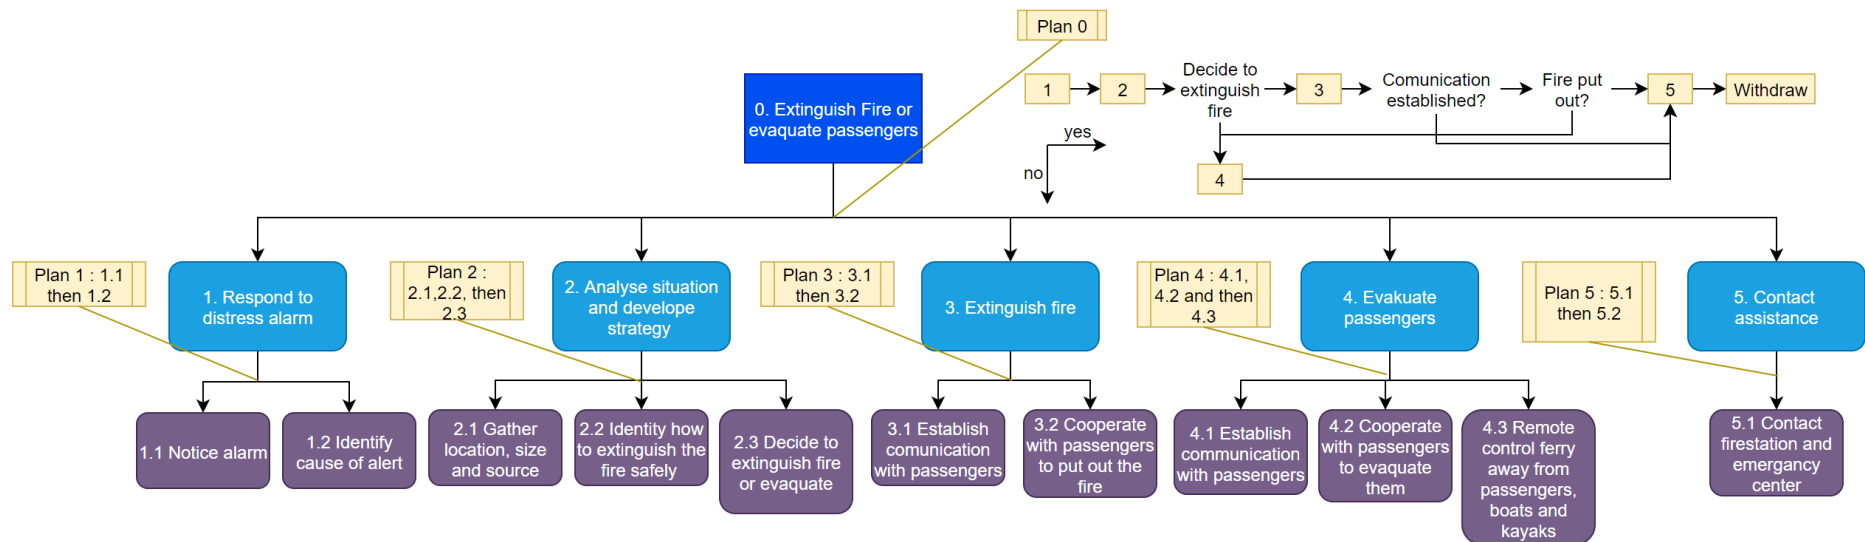 Plan 0
0. Extinguish Fire or
evaquate passengers
1
2
Decide to
extinguish
fire
3
Comunication
established?
Fire put
out?
5
Withdraw
yes
no
4
Plan 1 : 1.1
then 1.2
1. Respond to
distress alarm
Plan 2 :
2.1,2.2, then
2.3
2. Analyse situation
and develope
strategy
Plan 3 : 3.1
then 3.2
3. Extinguish fire
Plan 4 : 4.1,
4.2 and then
4.3
4. Evakuate
passengers
Plan 5 : 5.1
then 5.2
5. Contact
assistance
1.1 Notice alarm
1.2 Identify
cause of alert
2.1 Gather
location, size
and source
2.2 Identity how
to extinguish the
fire safely
2.3 Decide to
extinguish fire
or evaquate
3.1 Establish
comunication
with passengers
3.2 Cooperate
with passengers
to put out the
fire
4.1 Establish
communication
with passengers
4.2 Cooperate
with passengers
to evaquate
them
4.3 Remote
control ferry
away from
passengers,
boats and
kayaks
5.1 Contact
firestation and
emergancy
center